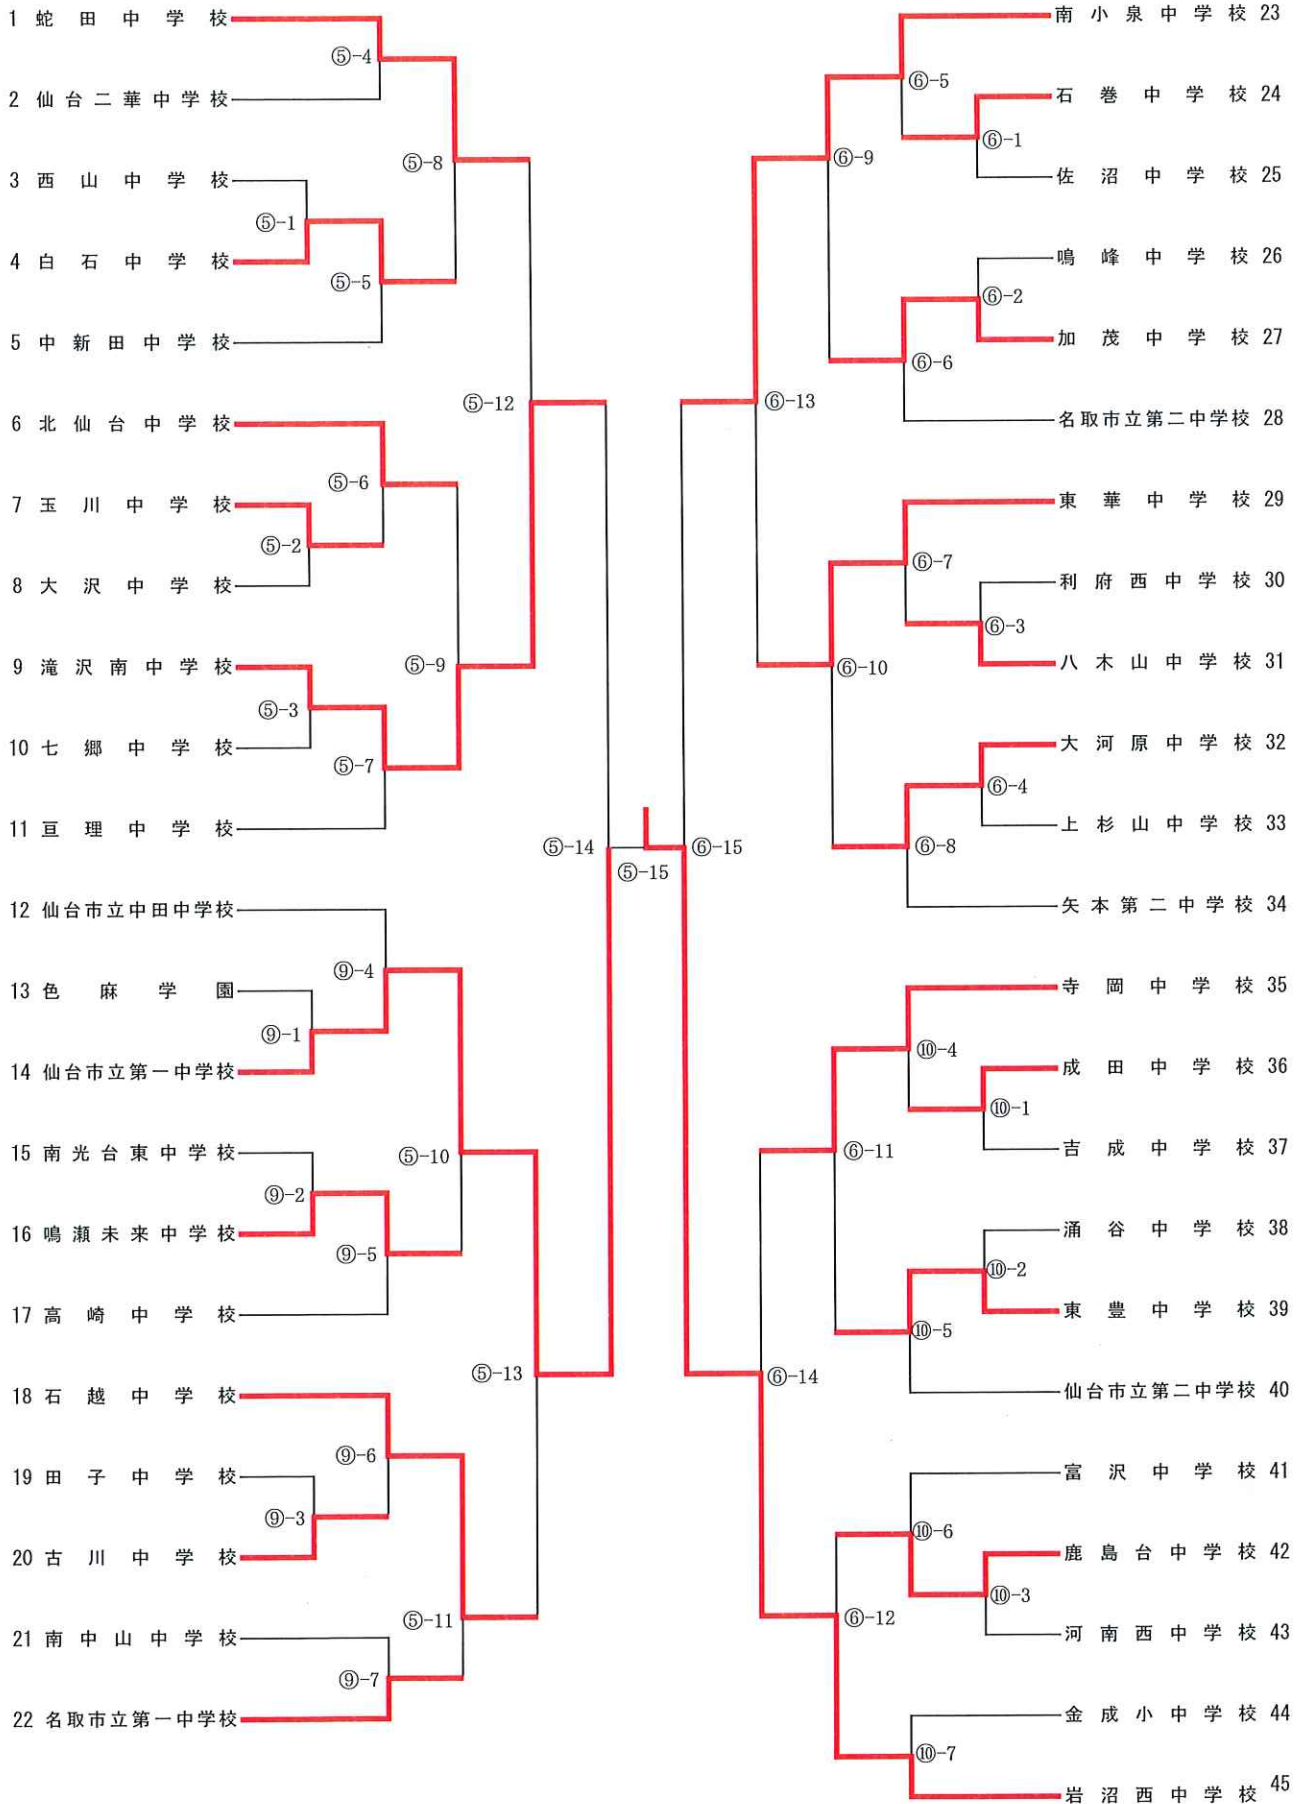 1 蛇田中学校
⑤-4
2 仙台二華中学校
⑤-8
3 西山中学校
⑤-1
4 白石中学校
⑤-5
5 中新田中学校
⑤-12
6 北仙台中学校
⑤-6
7 玉川中学校
⑤-2
8 大沢中学校
⑤-9
9 滝沢南中学校
⑤-3
10 七郷中学校
⑤-7
11 亘理中学校
⑤-14
⑤-15
12 仙台市立中田中学校
⑨-4
13 色麻学園
⑨-1
14 仙台市立第一中学校
15 南光台東中学校
⑤-10
⑨-2
16 鳴瀬未来中学校
⑨-5
17 高崎中学校
⑤-13
18 石越中学校
⑨-6
19 田子中学校
⑨-3
20 古川中学校
⑤-11
21 南中山中学校
⑨-7
22 名取市立第一中学校
南小泉中学校 23
⑥-5
石巻中学校 24
⑥-1
⑥-9
佐沼中学校 25
鳴峰中学校 26
⑥-2
加茂中学校 27
⑥-6
⑥-13
名取市立第二中学校 28
東華中学校 29
⑥-7
利府西中学校 30
⑥-3
八木山中学校 31
⑥-10
大河原中学校 32
⑥-4
上杉山中学校 33
⑥-8
⑥-15
矢本第二中学校 34
寺岡中学校 35
⑩-4
成田中学校 36
⑩-1
吉成中学校 37
⑥-11
涌谷中学校 38
⑩-2
東豊中学校 39
⑩-5
⑥-14
仙台市立第二中学校 40
富沢中学校 41
⑩-6
鹿島台中学校 42
⑩-3
⑥-12
河南西中学校 43
金成小中学校 44
⑩-7
岩沼西中学校 45